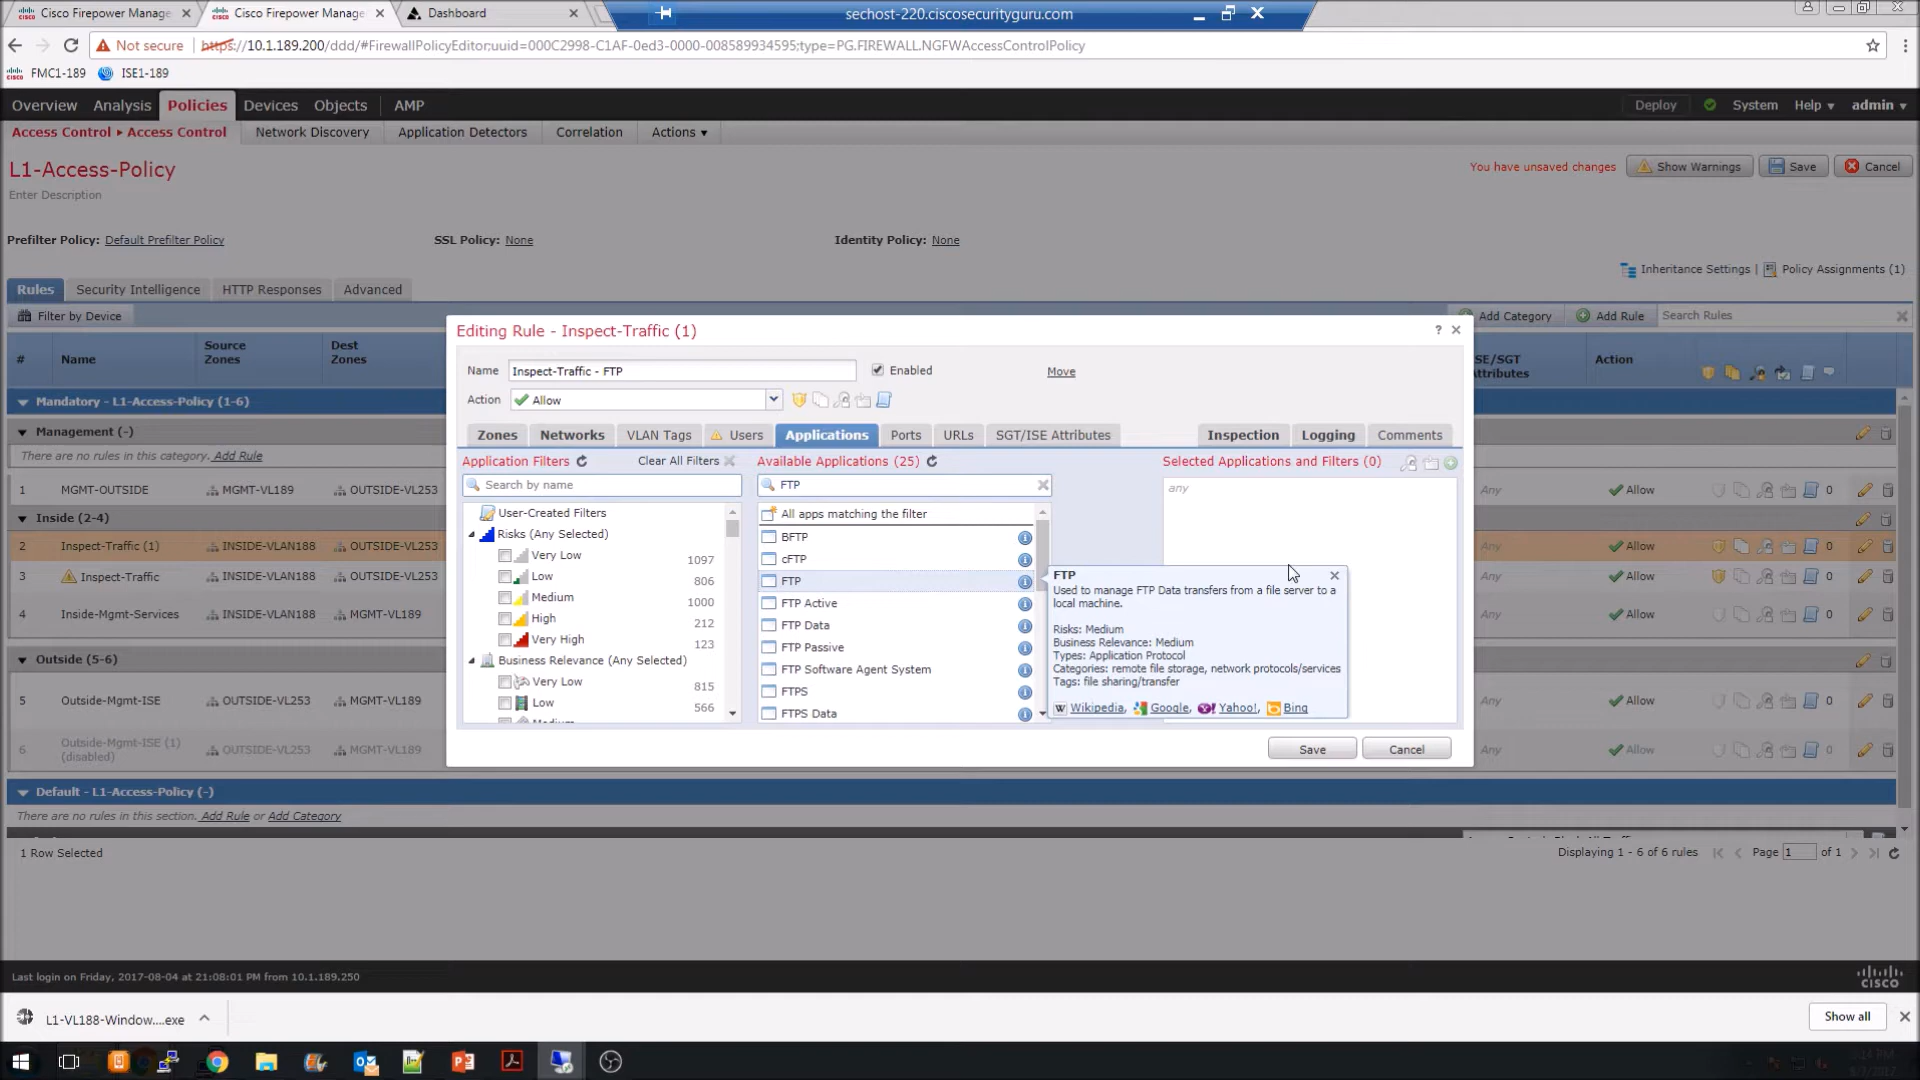 Cisco Firepower Manage
Cisco Firepower Manage
Dashboard
sechost-220.ciscosecurityguru.com
Not secure
https://10.1.189.200/ddd/#FirewallPolicyEditor;uuid=000C2998-C1AF-0ed3-0000-008589934595;type=PG.FIREWALL.NGFWAccessControlPolicy
FMC1-189
ISE1-189
Overview Analysis Policies Devices Objects AMP
Deploy System Help admin
Access Control ▸ Access Control Network Discovery Application Detectors Correlation Actions
L1-Access-Policy
Enter Description
You have unsaved changes Show Warnings Save Cancel
Prefilter Policy: Default Prefilter Policy
SSL Policy: None
Identity Policy: None
Inheritance Settings | Policy Assignments (1)
Rules Security Intelligence HTTP Responses Advanced
Filter by Device
Add Category Add Rule Search Rules
# Name Source Zones Dest Zones
Action
Mandatory - L1-Access-Policy (1-6)
Management (-)
There are no rules in this category. Add Rule
1 MGMT-OUTSIDE MGMT-VL189 OUTSIDE-VL253 Any Allow 0
Inside (2-4)
2 Inspect-Traffic (1) INSIDE-VLAN188 OUTSIDE-VL253 Any Allow 0
3 Inspect-Traffic INSIDE-VLAN188 OUTSIDE-VL253 Any Allow 0
4 Inside-Mgmt-Services INSIDE-VLAN188 MGMT-VL189 Any Allow 0
Outside (5-6)
5 Outside-Mgmt-ISE OUTSIDE-VL253 MGMT-VL189 Any Allow 0
6 Outside-Mgmt-ISE (1) (disabled) OUTSIDE-VL253 MGMT-VL189 Any Allow 0
Default - L1-Access-Policy (-)
There are no rules in this section. Add Rule or Add Category
1 Row Selected
Displaying 1 - 6 of 6 rules Page 1 of 1
Editing Rule - Inspect-Traffic (1)
?
Name Inspect-Traffic - FTP Enabled Move
Action Allow
Zones Networks VLAN Tags Users Applications Ports URLs SGT/ISE Attributes Inspection Logging Comments
Application Filters Clear All Filters
Search by name
User-Created Filters
Risks (Any Selected)
Very Low 1097
Low 806
Medium 1000
High 212
Very High 123
Business Relevance (Any Selected)
Very Low 815
Low 566
Available Applications (25)
FTP
All apps matching the filter
BFTP
cFTP
FTP
FTP Active
FTP Data
FTP Passive
FTP Software Agent System
FTPS
FTPS Data
Selected Applications and Filters (0)
any
FTP
Used to manage FTP Data transfers from a file server to a
local machine.
Risks: Medium
Business Relevance: Medium
Types: Application Protocol
Categories: remote file storage, network protocols/services
Tags: file sharing/transfer
Wikipedia, Google, Yahoo!, Bing
Save Cancel
Last login on Friday, 2017-08-04 at 21:08:01 PM from 10.1.189.250
cisco
L1-VL188-Window....exe
Show all